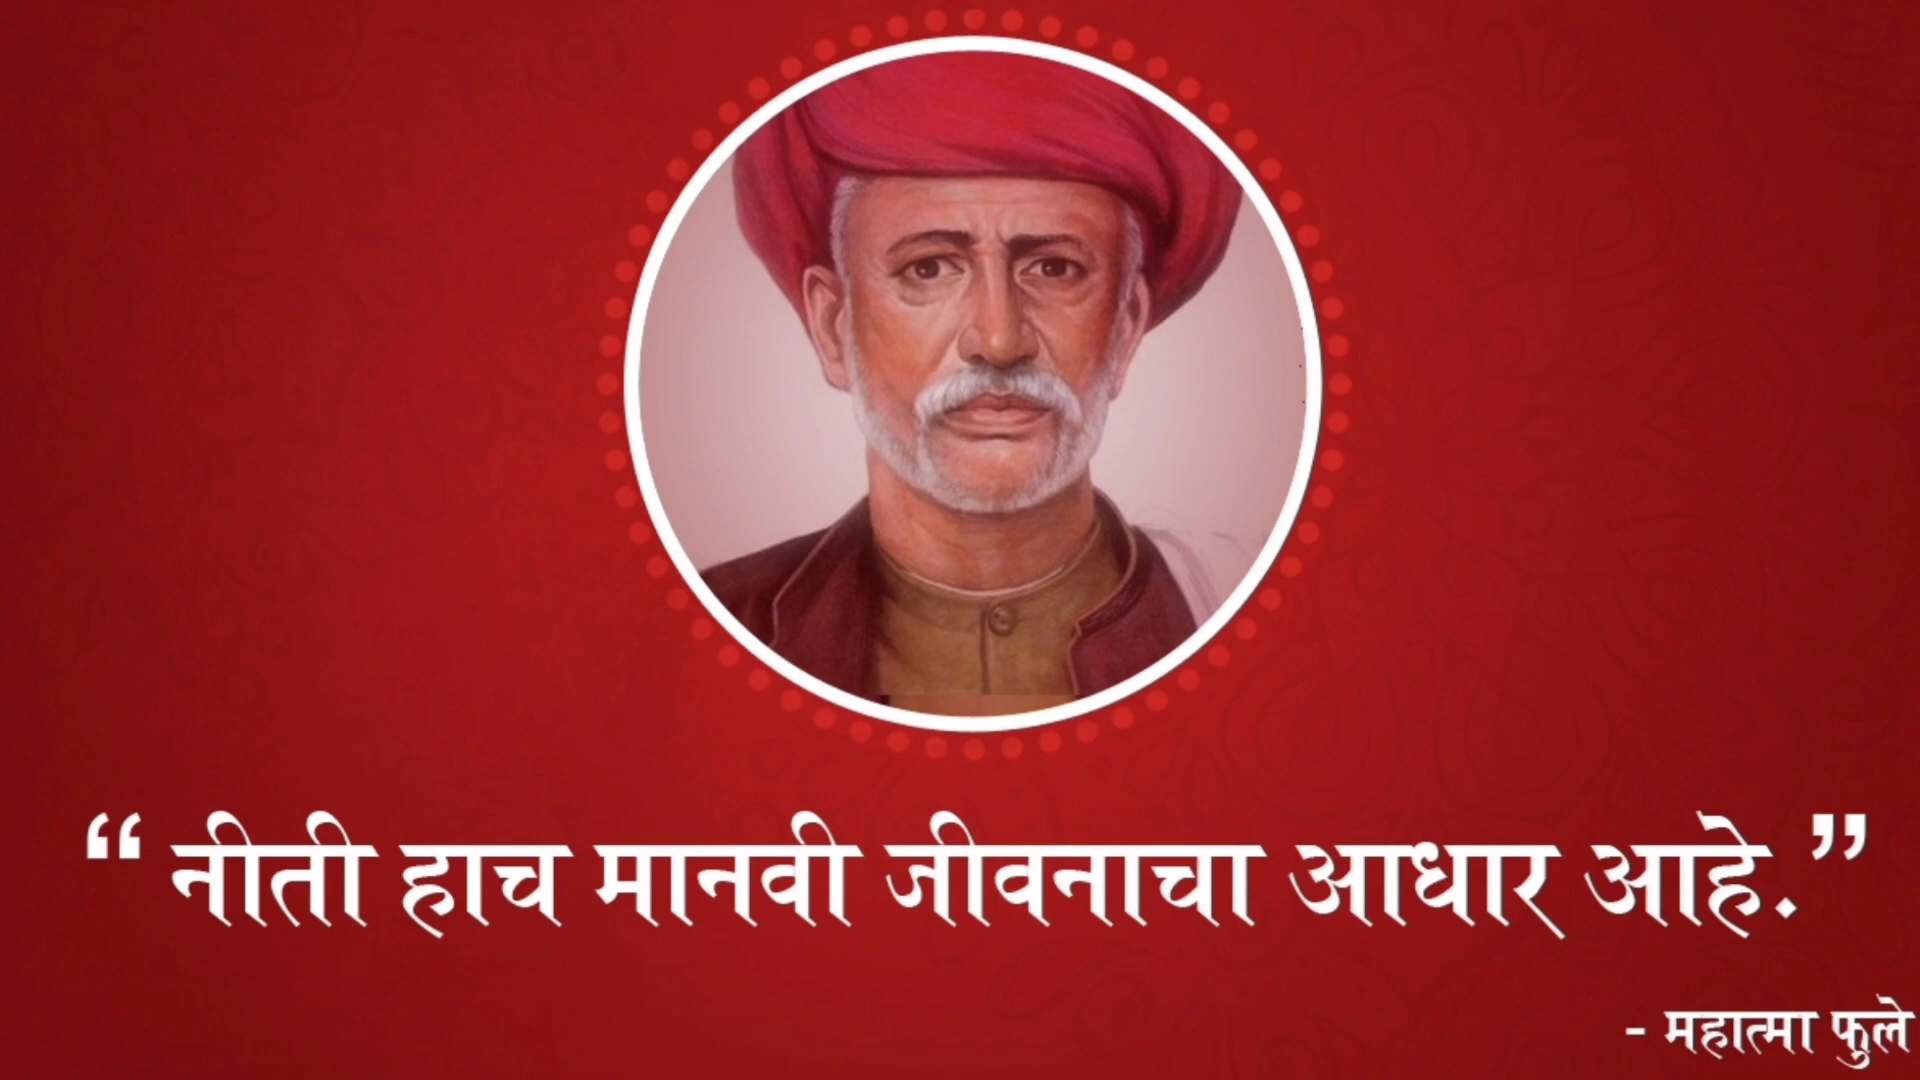 “ नीती हाच मानवी जीवनाचा आधार आहे.”
- महात्मा फुले